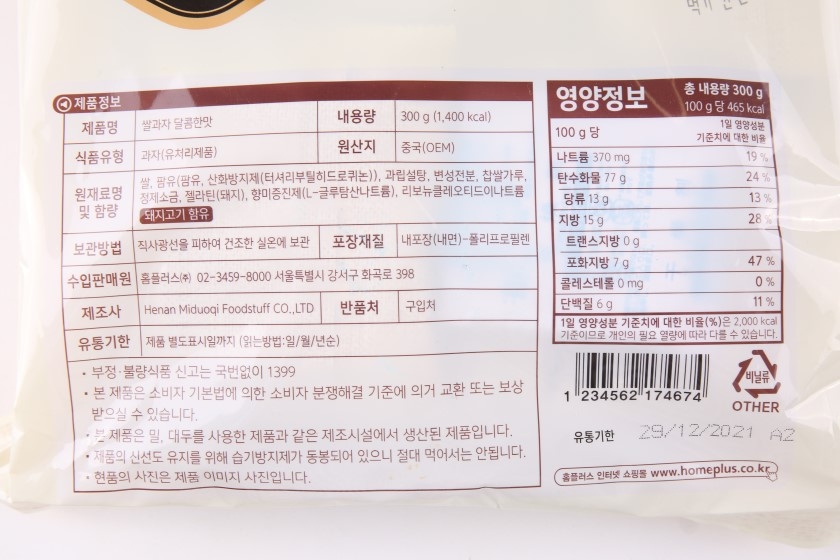 먹기
제품정보
제품명 쌀과자 달콤한맛 내용량 300 g (1,400 kcal)
식품유형 과자(유처리제품) 원산지 중국(OEM)
원재료명 및 함량 쌀, 팜유(팜유, 산화방지제(터셔리부틸히드로퀴논)), 과립설탕, 변성전분, 찹쌀가루,
정제소금, 젤라틴(돼지), 향미증진제(L-글루탐산나트륨), 리보뉴클레오티드이나트륨
돼지고기 함유
보관방법 직사광선을 피하여 건조한 실온에 보관 포장재질 내포장(내면)-폴리프로필렌
수입판매원 홈플러스㈜ 02-3459-8000 서울특별시 강서구 화곡로 398
제조사 Henan Miduoqi Foodstuff CO.,LTD 반품처 구입처
유통기한 제품 별도표시일까지 (읽는방법:일/월/년순)
• 부정·불량식품 신고는 국번없이 1399
• 본 제품은 소비자 기본법에 의한 소비자 분쟁해결 기준에 의거 교환 또는 보상
받으실 수 있습니다.
• 본 제품은 밀, 대두를 사용한 제품과 같은 제조시설에서 생산된 제품입니다.
• 제품의 신선도 유지를 위해 습기방지제가 동봉되어 있으니 절대 먹어서는 안됩니다.
• 현품의 사진은 제품 이미지 사진입니다.
영양정보 총 내용량 300 g
100 g 당 465 kcal
100 g 당 1일 영양성분
기준치에 대한 비율
나트륨 370 mg 19 %
탄수화물 77 g 24 %
당류 13 g 13 %
지방 15 g 28 %
트랜스지방 0 g
포화지방 7 g 47 %
콜레스테롤 0 mg 0 %
단백질 6 g 11 %
1일 영양성분 기준치에 대한 비율(%)은 2,000 kcal
기준이므로 개인의 필요 열량에 따라 다를 수 있습니다.
1 234562 174674
비닐류
OTHER
유통기한 29/12/2021 A2
홈플러스 인터넷 쇼핑몰 www.homeplus.co.kr